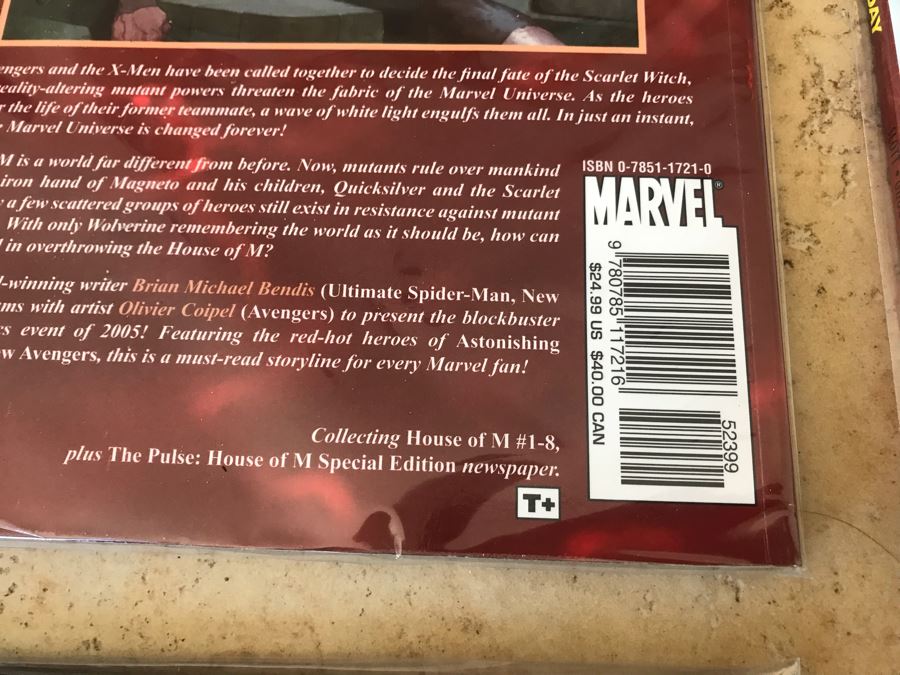 engers and the X-Men have been called together to decide the final fate of the Scarlet Witch,
eality-altering mutant powers threaten the fabric of the Marvel Universe. As the heroes
r the life of their former teammate, a wave of white light engulfs them all. In just an instant,
Marvel Universe is changed forever!
M is a world far different from before. Now, mutants rule over mankind
iron hand of Magneto and his children, Quicksilver and the Scarlet
y a few scattered groups of heroes still exist in resistance against mutant
With only Wolverine remembering the world as it should be, how can
l in overthrowing the House of M?
l-winning writer Brian Michael Bendis (Ultimate Spider-Man, New
ms with artist Olivier Coipel (Avengers) to present the blockbuster
cs event of 2005! Featuring the red-hot heroes of Astonishing
w Avengers, this is a must-read storyline for every Marvel fan!
Collecting House of M #1-8,
plus The Pulse: House of M Special Edition newspaper.
T+
ISBN 0-7851-1721-0
MARVEL®
9 780785 117216
52399
$24.99 US $40.00 CAN
DAY